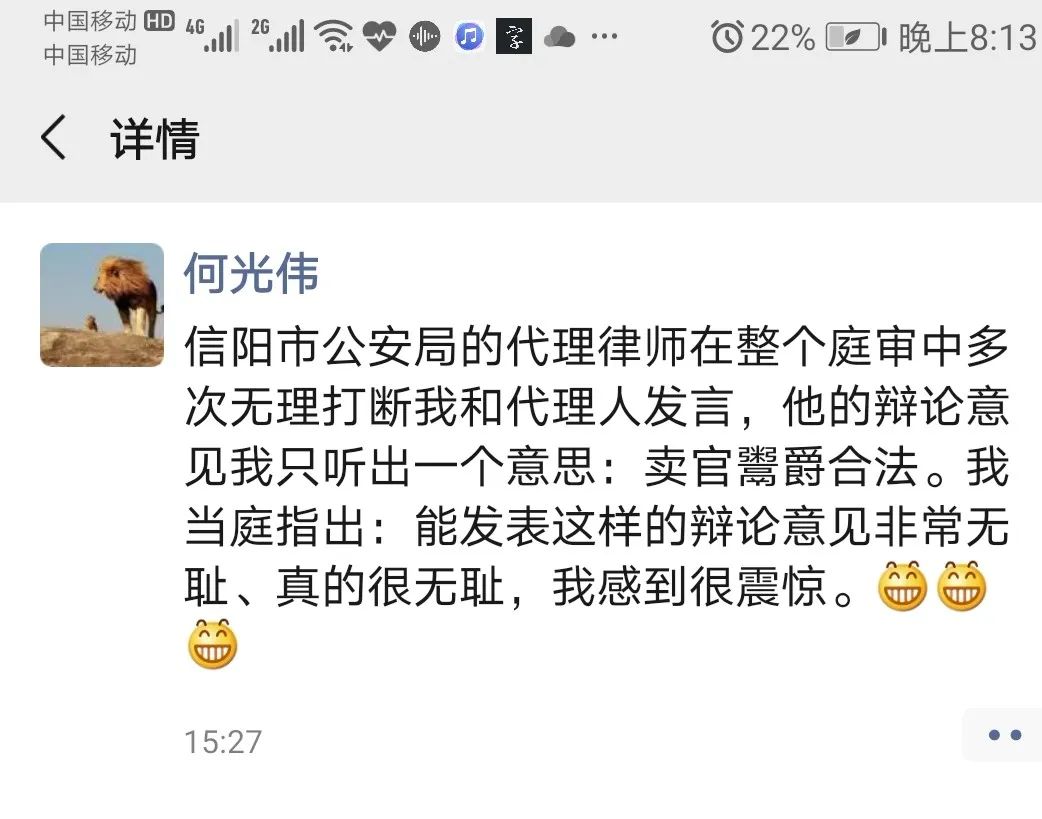 中国移动 HD 4G 2G 22% 晚上8:13
中国移动
详情
何光伟
信阳市公安局的代理律师在整个庭审中多
次无理打断我和代理人发言，他的辩论意
见我只听出一个意思：卖官鬻爵合法。我
当庭指出：能发表这样的辩论意见非常无
耻、真的很无耻，我感到很震惊。😁😁
😁
15:27